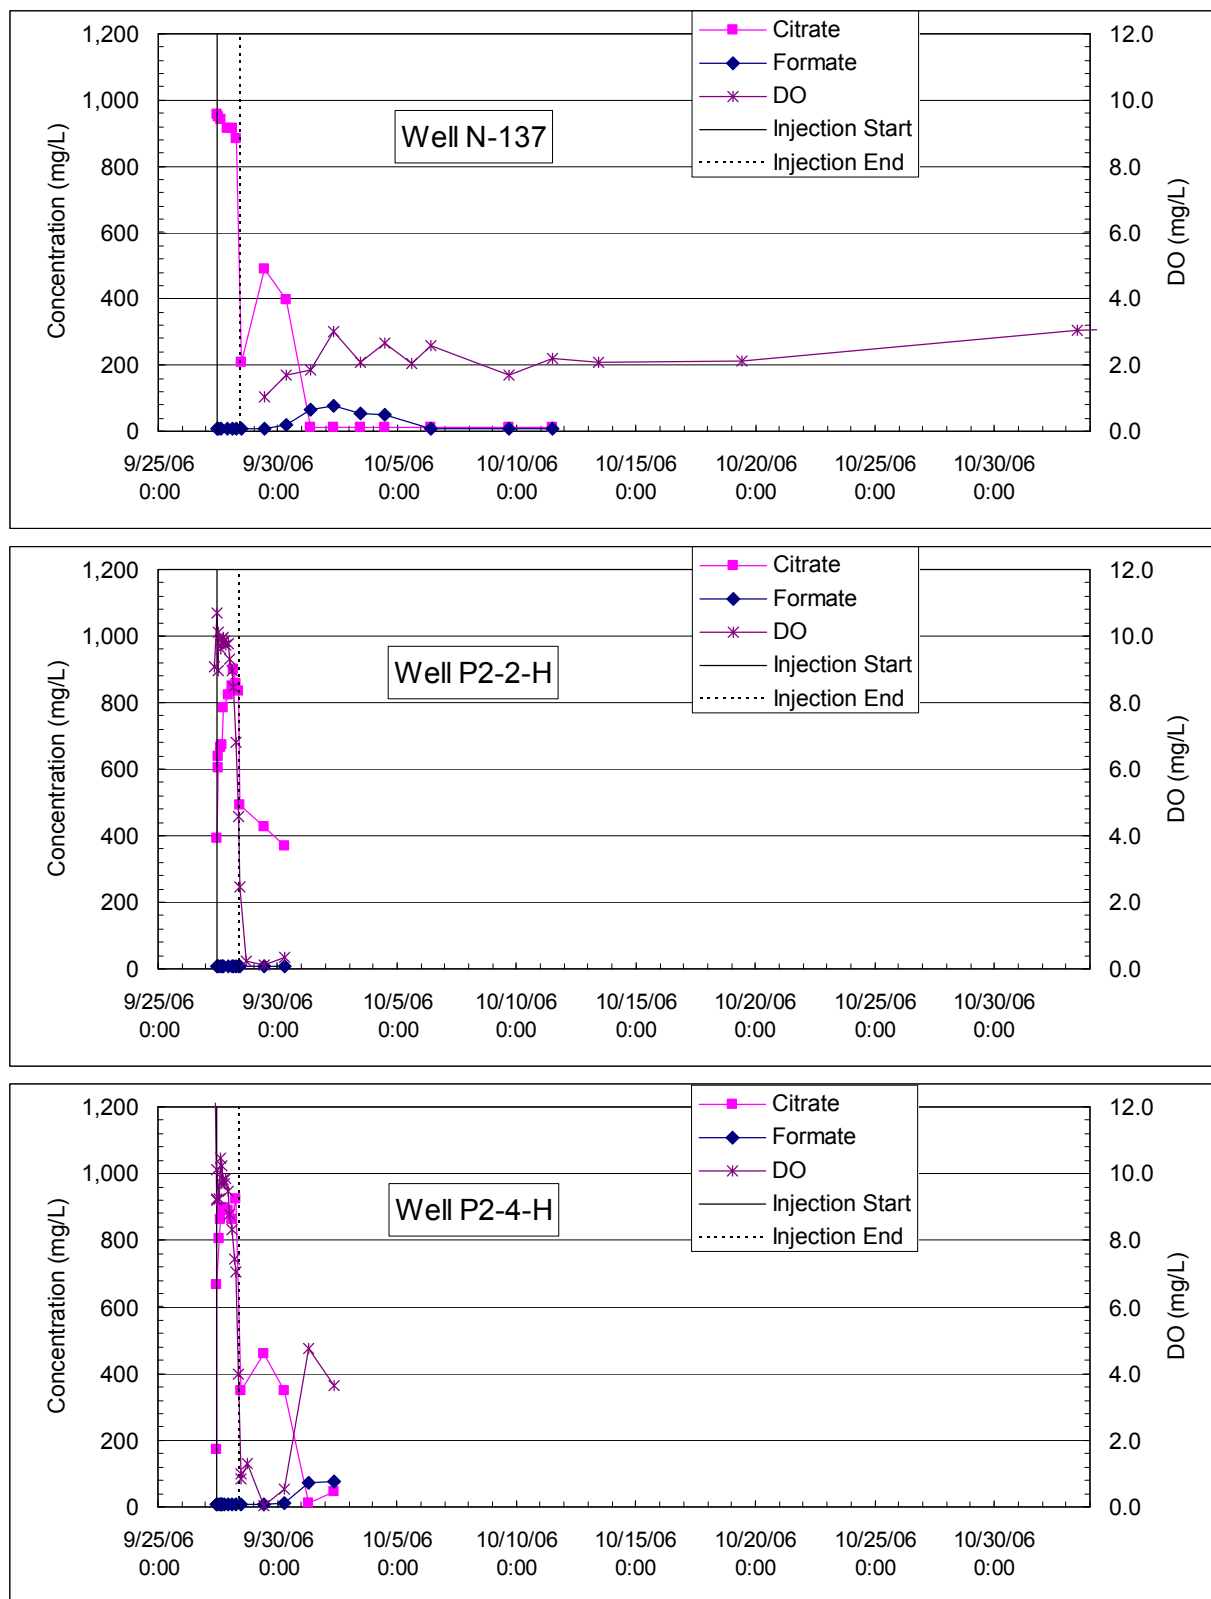 Citrate
Formate
DO
Injection Start
Injection End
Well N-137
Concentration (mg/L)
1,200
1,000
800
600
400
200
0
12.0
10.0
8.0
6.0
4.0
2.0
0.0
DO (mg/L)
9/25/06 9/30/06 10/5/06 10/10/06 10/15/06 10/20/06 10/25/06 10/30/06
0:00 0:00 0:00 0:00 0:00 0:00 0:00 0:00
Citrate
Formate
DO
Injection Start
Injection End
Well P2-2-H
Concentration (mg/L)
1,200
1,000
800
600
400
200
0
12.0
10.0
8.0
6.0
4.0
2.0
0.0
DO (mg/L)
9/25/06 9/30/06 10/5/06 10/10/06 10/15/06 10/20/06 10/25/06 10/30/06
0:00 0:00 0:00 0:00 0:00 0:00 0:00 0:00
Citrate
Formate
DO
Injection Start
Injection End
Well P2-4-H
Concentration (mg/L)
1,200
1,000
800
600
400
200
0
12.0
10.0
8.0
6.0
4.0
2.0
0.0
DO (mg/L)
9/25/06 9/30/06 10/5/06 10/10/06 10/15/06 10/20/06 10/25/06 10/30/06
0:00 0:00 0:00 0:00 0:00 0:00 0:00 0:00